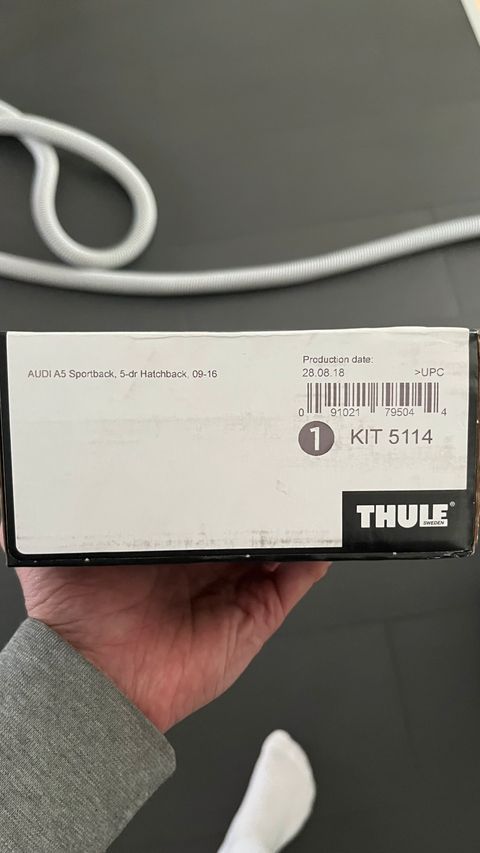 AUDI A5 Sportback, 5-dr Hatchback, 09-16
Production date:
28.08.18 >UPC
0 91021 79504 4
1 KIT 5114
THULE®
SWEDEN